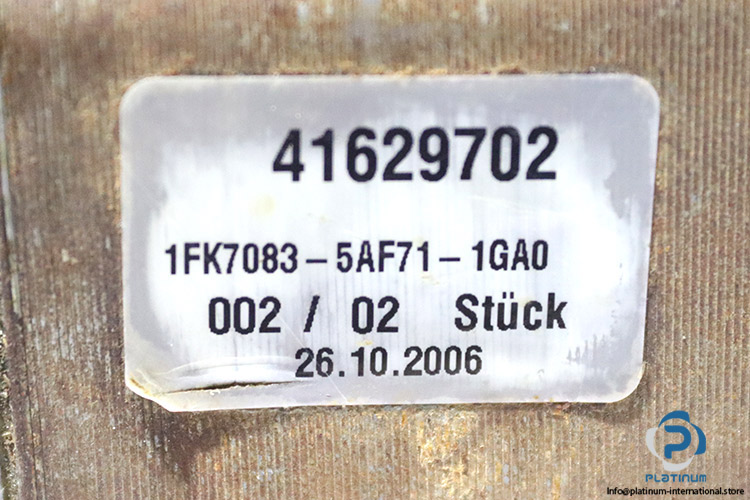 41629702
1FK7083-5AF71-1GA0
002 / 02 Stück
26.10.2006
PLATINUM
Info@platinum-international.store